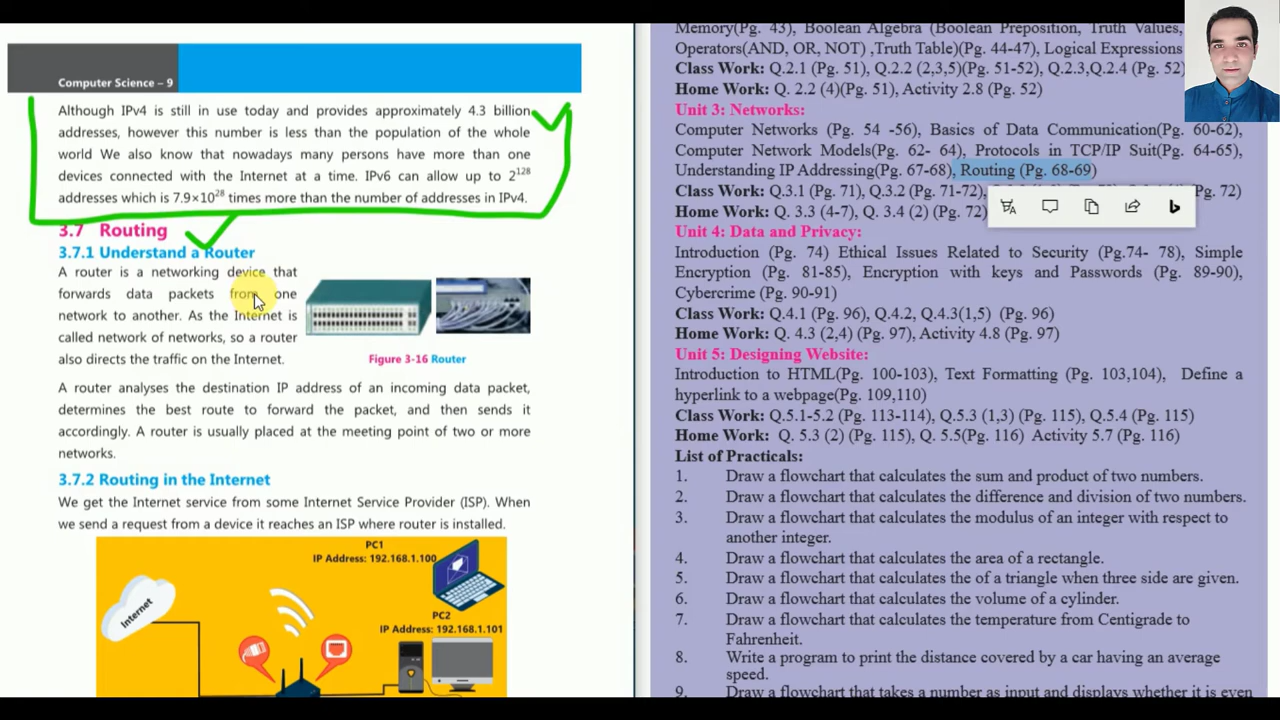 Computer Science – 9
Although IPv4 is still in use today and provides approximately 4.3 billion
addresses, however this number is less than the population of the whole
world We also know that nowadays many persons have more than one
devices connected with the Internet at a time. IPv6 can allow up to 2¹²⁸
addresses which is 7.9×10²⁸ times more than the number of addresses in IPv4.
3.7 Routing
3.7.1 Understand a Router
A router is a networking device that
forwards data packets from one
network to another. As the Internet is
called network of networks, so a router
also directs the traffic on the Internet.
Figure 3-16 Router
A router analyses the destination IP address of an incoming data packet,
determines the best route to forward the packet, and then sends it
accordingly. A router is usually placed at the meeting point of two or more
networks.
3.7.2 Routing in the Internet
We get the Internet service from some Internet Service Provider (ISP). When
we send a request from a device it reaches an ISP where router is installed.
PC1
IP Address: 192.168.1.100
Internet
PC2
IP Address: 192.168.1.101
Memory(Pg. 43), Boolean Algebra (Boolean Preposition, Truth Values,
Operators(AND, OR, NOT) ,Truth Table)(Pg. 44-47), Logical Expressions
Class Work: Q.2.1 (Pg. 51), Q.2.2 (2,3,5)(Pg. 51-52), Q.2.3,Q.2.4 (Pg. 52)
Home Work: Q. 2.2 (4)(Pg. 51), Activity 2.8 (Pg. 52)
Unit 3: Networks:
Computer Networks (Pg. 54 -56), Basics of Data Communication(Pg. 60-62),
Computer Network Models(Pg. 62- 64), Protocols in TCP/IP Suit(Pg. 64-65),
Understanding IP Addressing(Pg. 67-68), Routing (Pg. 68-69)
Class Work: Q.3.1 (Pg. 71), Q.3.2 (Pg. 71-72), Pg. 72)
Home Work: Q. 3.3 (4-7), Q. 3.4 (2) (Pg. 72)
Unit 4: Data and Privacy:
Introduction (Pg. 74) Ethical Issues Related to Security (Pg.74- 78), Simple
Encryption (Pg. 81-85), Encryption with keys and Passwords (Pg. 89-90),
Cybercrime (Pg. 90-91)
Class Work: Q.4.1 (Pg. 96), Q.4.2, Q.4.3(1,5) (Pg. 96)
Home Work: Q. 4.3 (2,4) (Pg. 97), Activity 4.8 (Pg. 97)
Unit 5: Designing Website:
Introduction to HTML(Pg. 100-103), Text Formatting (Pg. 103,104), Define a
hyperlink to a webpage(Pg. 109,110)
Class Work: Q.5.1-5.2 (Pg. 113-114), Q.5.3 (1,3) (Pg. 115), Q.5.4 (Pg. 115)
Home Work: Q. 5.3 (2) (Pg. 115), Q. 5.5(Pg. 116) Activity 5.7 (Pg. 116)
List of Practicals:
1. Draw a flowchart that calculates the sum and product of two numbers.
2. Draw a flowchart that calculates the difference and division of two numbers.
3. Draw a flowchart that calculates the modulus of an integer with respect to
another integer.
4. Draw a flowchart that calculates the area of a rectangle.
5. Draw a flowchart that calculates the of a triangle when three side are given.
6. Draw a flowchart that calculates the volume of a cylinder.
7. Draw a flowchart that calculates the temperature from Centigrade to
Fahrenheit.
8. Write a program to print the distance covered by a car having an average
speed.
9. Draw a flowchart that takes a number as input and displays whether it is even